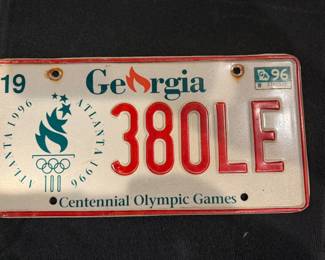 19 Georgia 96
ATLANTA 1996 ATLANTA 1996
380LE
Centennial Olympic Games